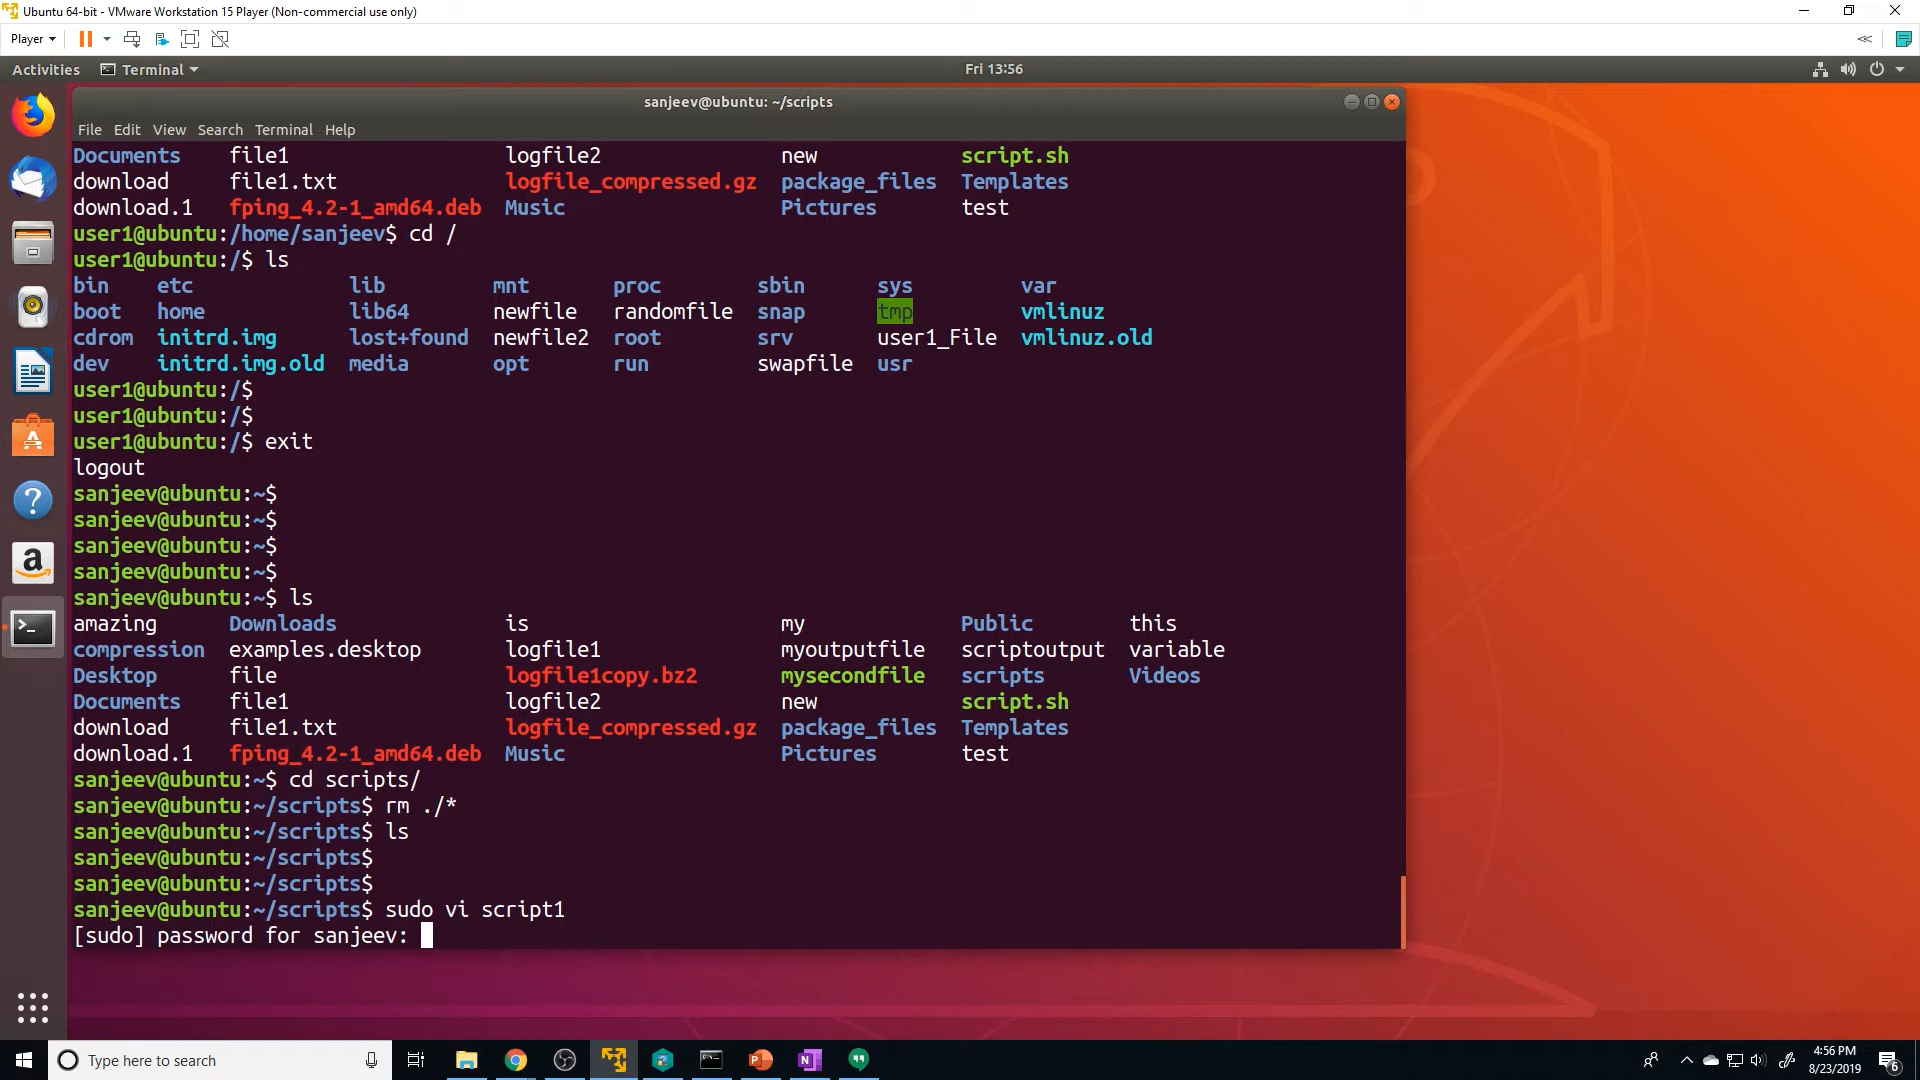 Ubuntu 64-bit - VMware Workstation 15 Player (Non-commercial use only)
Player
Activities Terminal Fri 13:56
sanjeev@ubuntu: ~/scripts
File Edit View Search Terminal Help
Documents file1 logfile2 new script.sh
download file1.txt logfile_compressed.gz package_files Templates
download.1 fping_4.2-1_amd64.deb Music Pictures test
user1@ubuntu:/home/sanjeev$ cd /
user1@ubuntu:/$ ls
bin etc lib mnt proc sbin sys var
boot home lib64 newfile randomfile snap tmp vmlinuz
cdrom initrd.img lost+found newfile2 root srv user1_File vmlinuz.old
dev initrd.img.old media opt run swapfile usr
user1@ubuntu:/$
user1@ubuntu:/$
user1@ubuntu:/$ exit
logout
sanjeev@ubuntu:~$
sanjeev@ubuntu:~$
sanjeev@ubuntu:~$
sanjeev@ubuntu:~$
sanjeev@ubuntu:~$ ls
amazing Downloads is my Public this
compression examples.desktop logfile1 myoutputfile scriptoutput variable
Desktop file logfile1copy.bz2 mysecondfile scripts Videos
Documents file1 logfile2 new script.sh
download file1.txt logfile_compressed.gz package_files Templates
download.1 fping_4.2-1_amd64.deb Music Pictures test
sanjeev@ubuntu:~$ cd scripts/
sanjeev@ubuntu:~/scripts$ rm ./*
sanjeev@ubuntu:~/scripts$ ls
sanjeev@ubuntu:~/scripts$
sanjeev@ubuntu:~/scripts$
sanjeev@ubuntu:~/scripts$ sudo vi script1
[sudo] password for sanjeev:
Type here to search
4:56 PM
8/23/2019
6